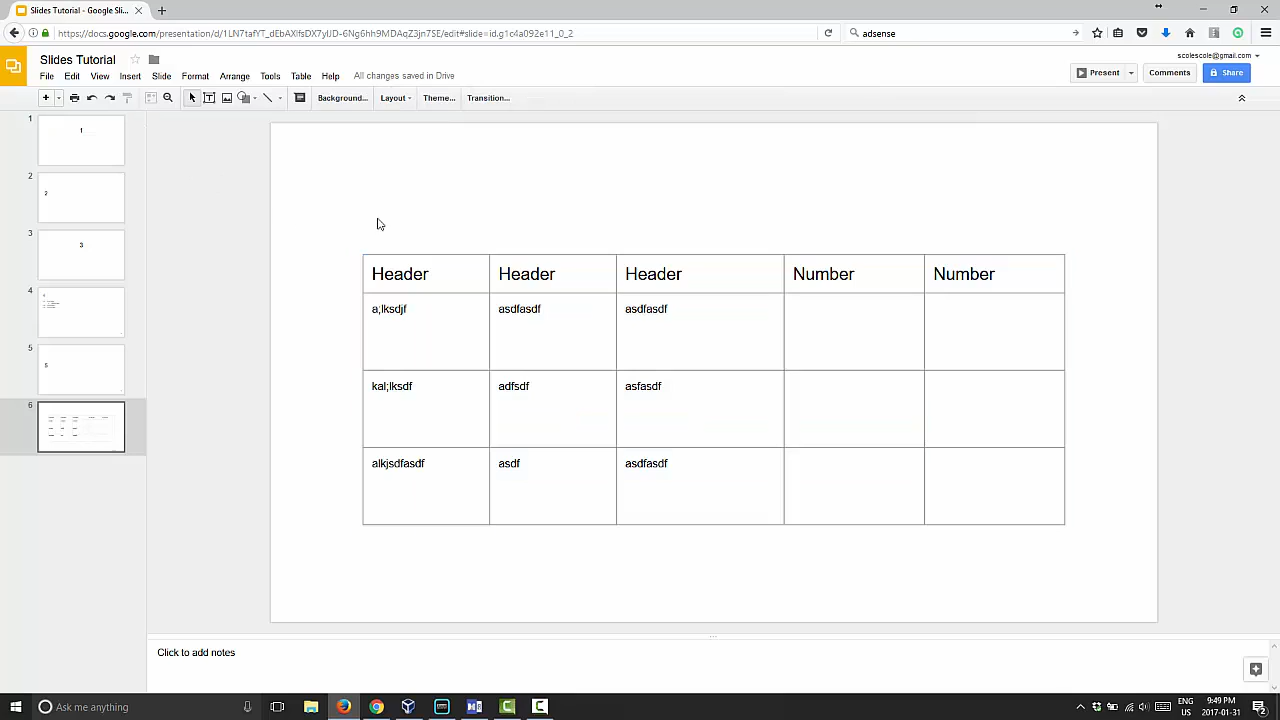 Slides Tutorial - Google Sli...
https://docs.google.com/presentation/d/1LN7tafYT_dEbAXlfsDX7yIJD-6Ng6hh9MDAqZ3jn7SE/edit#slide=id.g1c4a092e11_0_2
adsense
Slides Tutorial
scolescole@gmail.com
File Edit View Insert Slide Format Arrange Tools Table Help All changes saved in Drive
Present Comments Share
Background... Layout Theme... Transition...
1
1
2
2
3
3
4
5
5
6
Header Header Header Number Number
a;lksdjf asdfasdf asdfasdf
kal;lksdf adfsdf asfasdf
alkjsdfasdf asdf asdfasdf
Click to add notes
Ask me anything
ENG 9:49 PM
US 2017-01-31